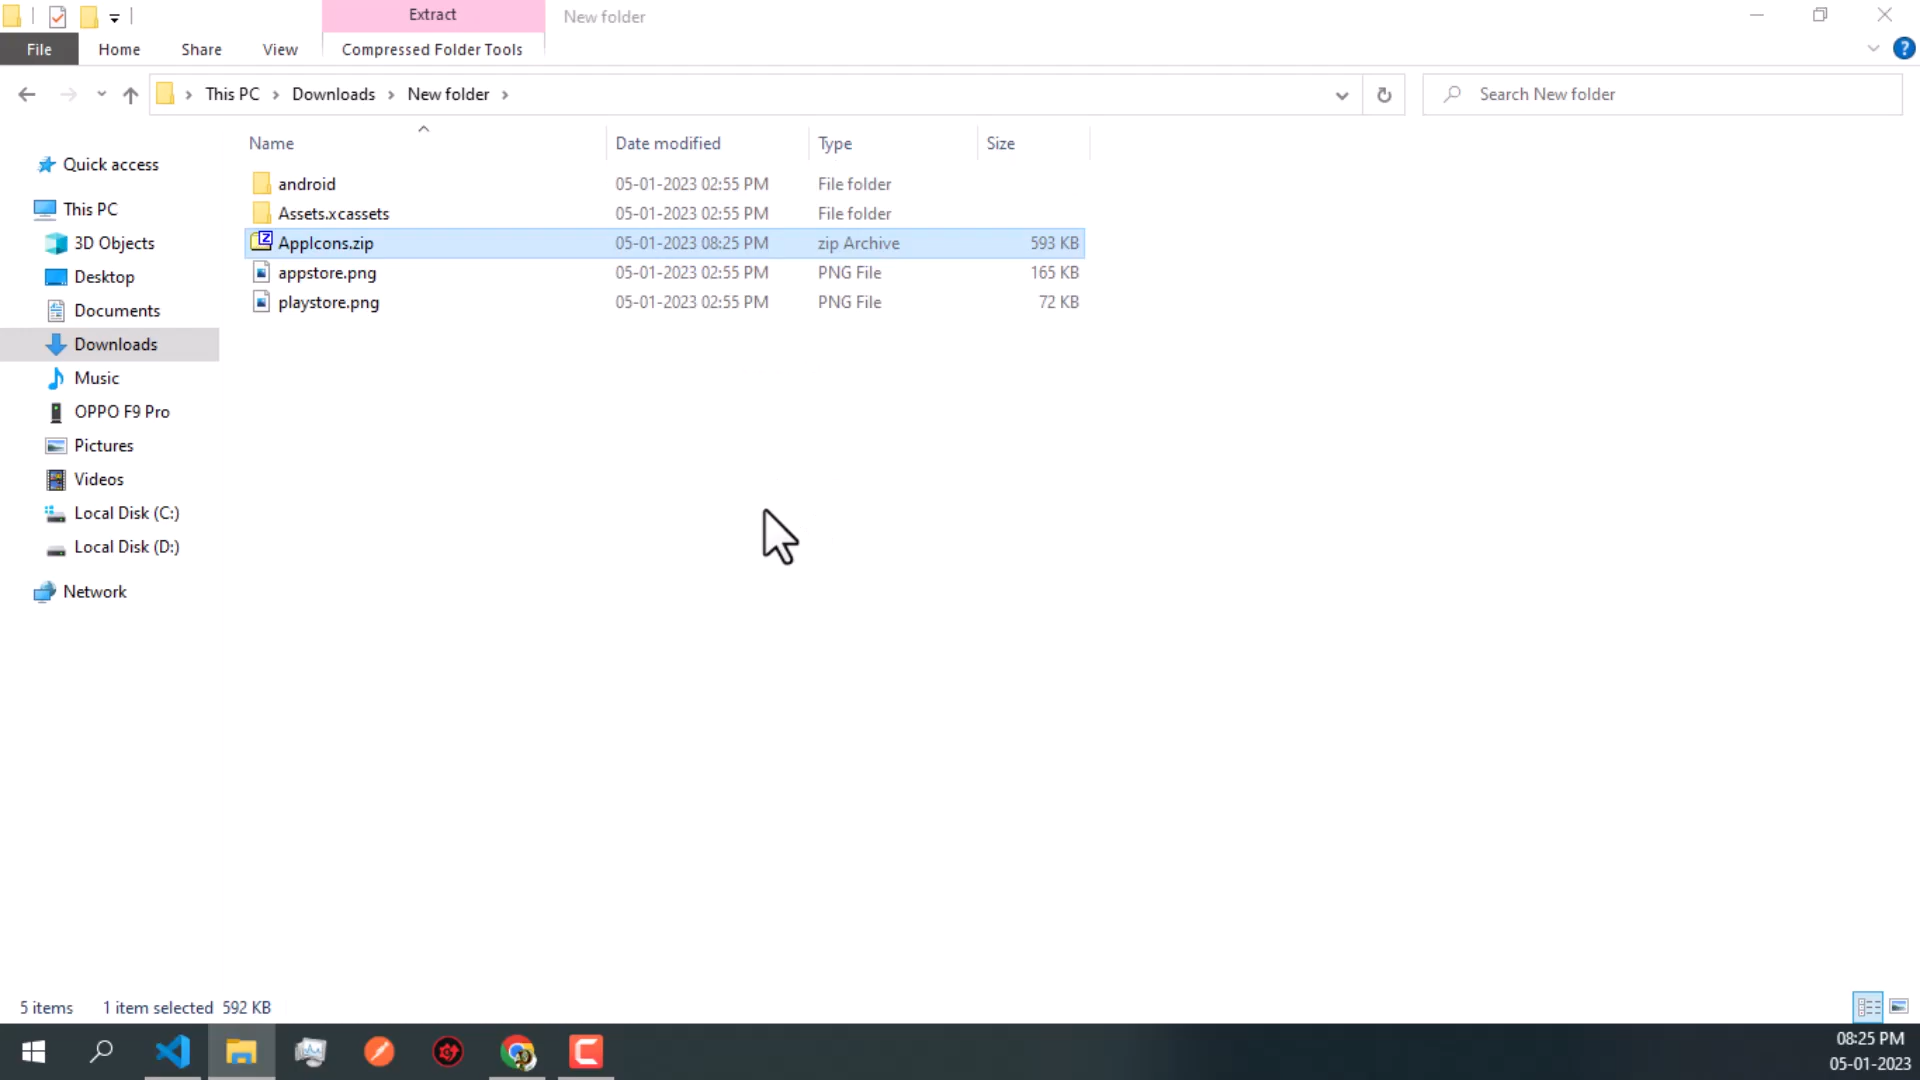 Extract
New folder
File Home Share View Compressed Folder Tools
?
This PC Downloads New folder
Search New folder
Name Date modified Type Size
Quick access
This PC
3D Objects
Desktop
Documents
Downloads
Music
OPPO F9 Pro
Pictures
Videos
Local Disk (C:)
Local Disk (D:)
Network
android 05-01-2023 02:55 PM File folder
Assets.xcassets 05-01-2023 02:55 PM File folder
AppIcons.zip 05-01-2023 08:25 PM zip Archive 593 KB
appstore.png 05-01-2023 02:55 PM PNG File 165 KB
playstore.png 05-01-2023 02:55 PM PNG File 72 KB
5 items 1 item selected 592 KB
08:25 PM
05-01-2023